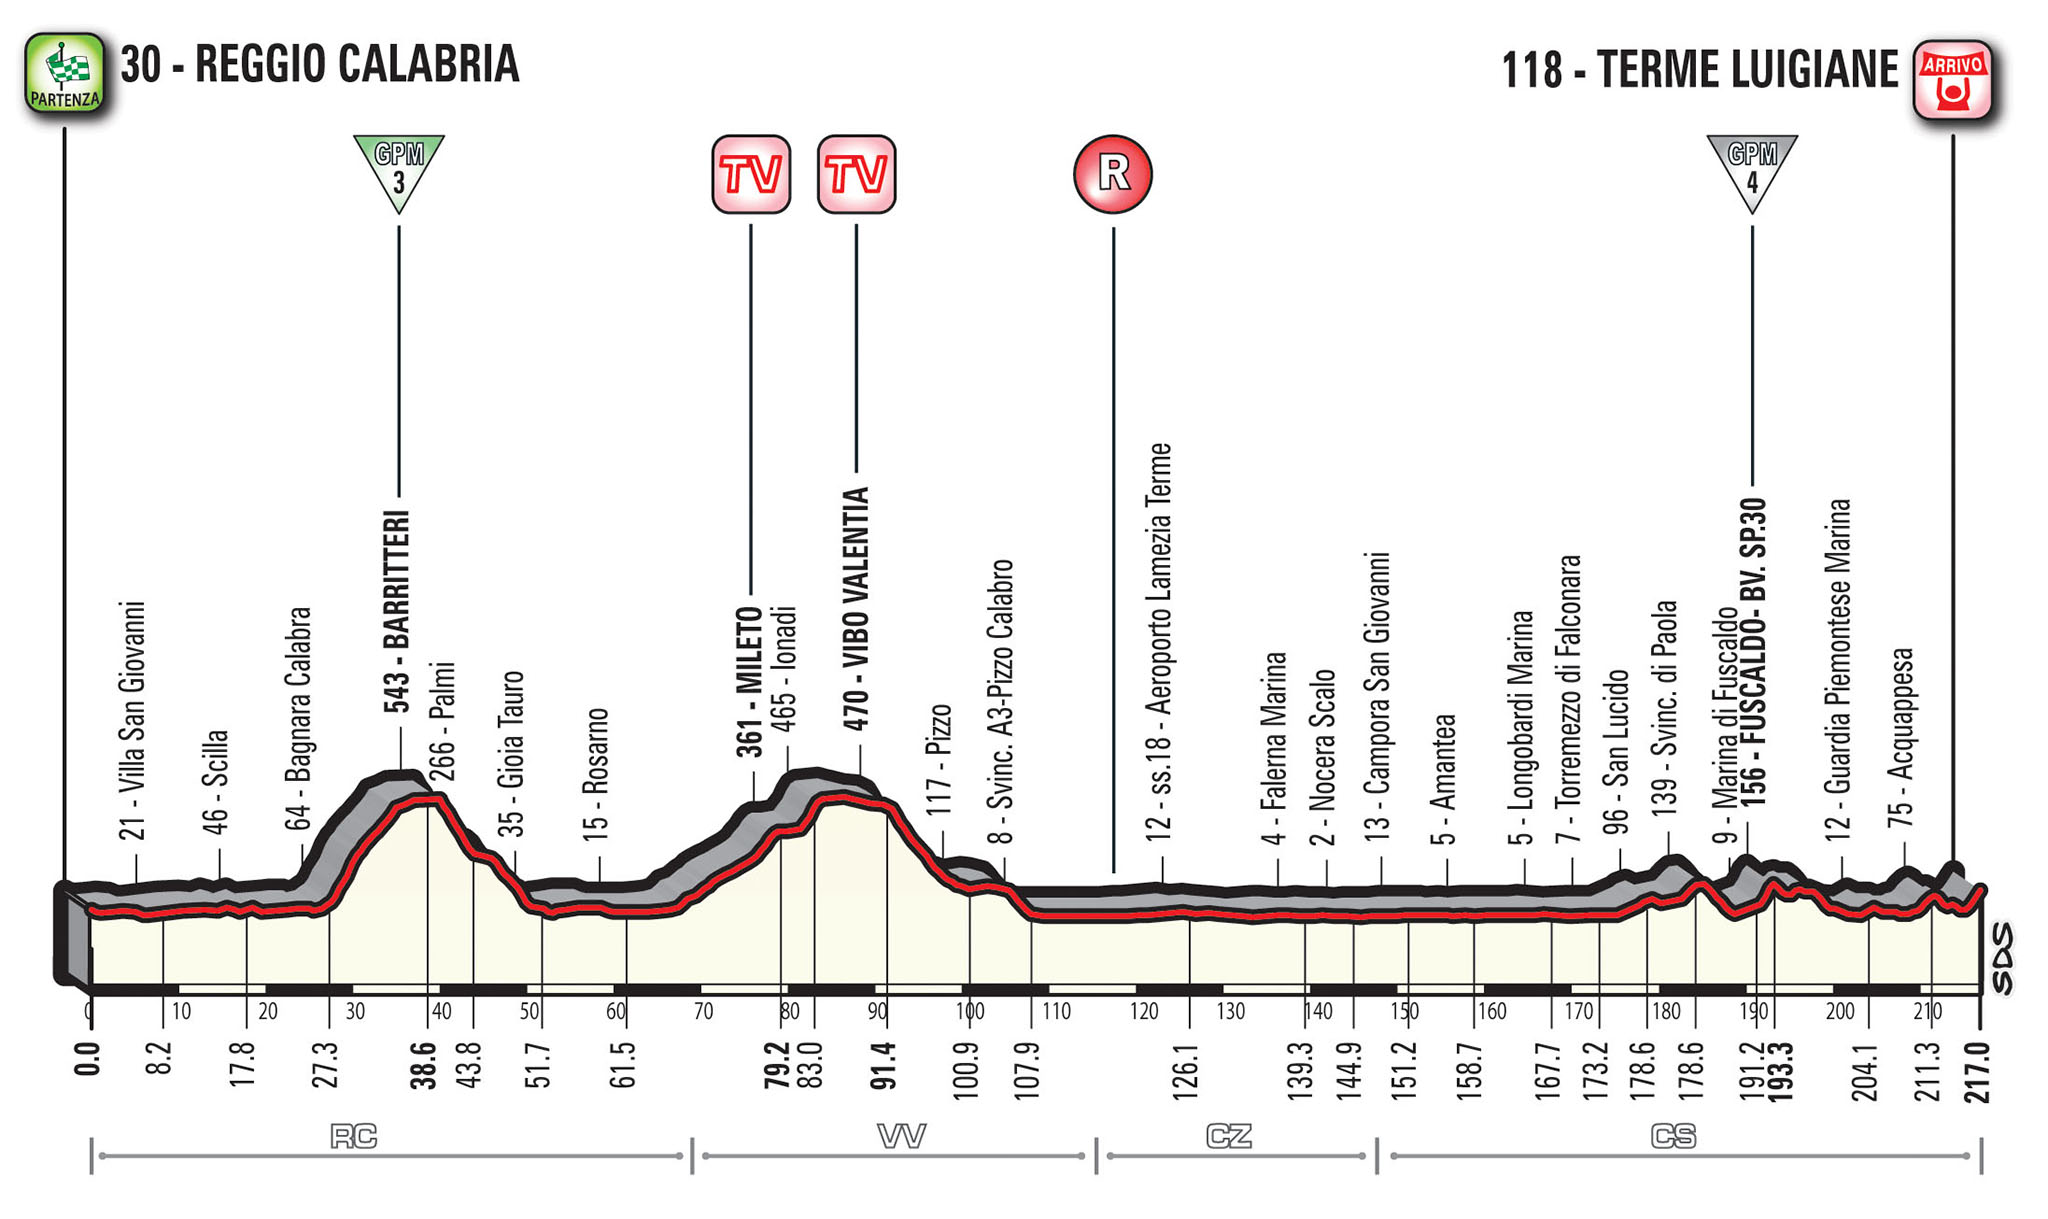 PARTENZA
30 - REGGIO CALABRIA
118 - TERME LUIGIANE
ARRIVO
GPM
3
TV
TV
R
GPM
4
21 - Villa San Giovanni
46 - Scilla
64 - Bagnara Calabra
543 - BARRITTERI
266 - Palmi
35 - Gioia Tauro
15 - Rosarno
361 - MILETO
465 - Ionadi
470 - VIBO VALENTIA
117 - Pizzo
8 - Svinc. A3-Pizzo Calabro
12 - ss.18 - Aeroporto Lamezia Terme
4 - Falerna Marina
2 - Nocera Scalo
13 - Campora San Giovanni
5 - Amantea
5 - Longobardi Marina
7 - Torremezzo di Falconara
96 - San Lucido
139 - Svinc. di Paola
9 - Marina di Fuscaldo
156 - FUSCALDO- BV. SP.30
12 - Guardia Piemontese Marina
75 - Acquappesa
SDS
0 10 20 30 40 50 60 70 80 90 100 110 120 130 140 150 160 170 180 190 200 210
0.0 8.2 17.8 27.3 38.6 43.8 51.7 61.5 79.2 83.0 91.4 100.9 107.9 126.1 139.3 144.9 151.2 158.7 167.7 173.2 178.6 178.6 191.2 193.3 204.1 211.3 217.0
RC VV CZ CS